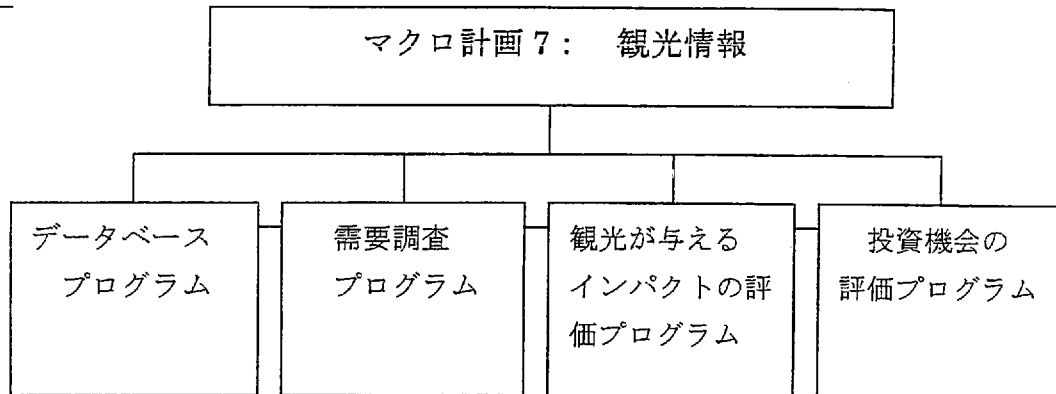 マクロ計画7：　観光情報
データベース
プログラム
需要調査
プログラム
観光が与える
インパクトの評
価プログラム
投資機会の
評価プログラム